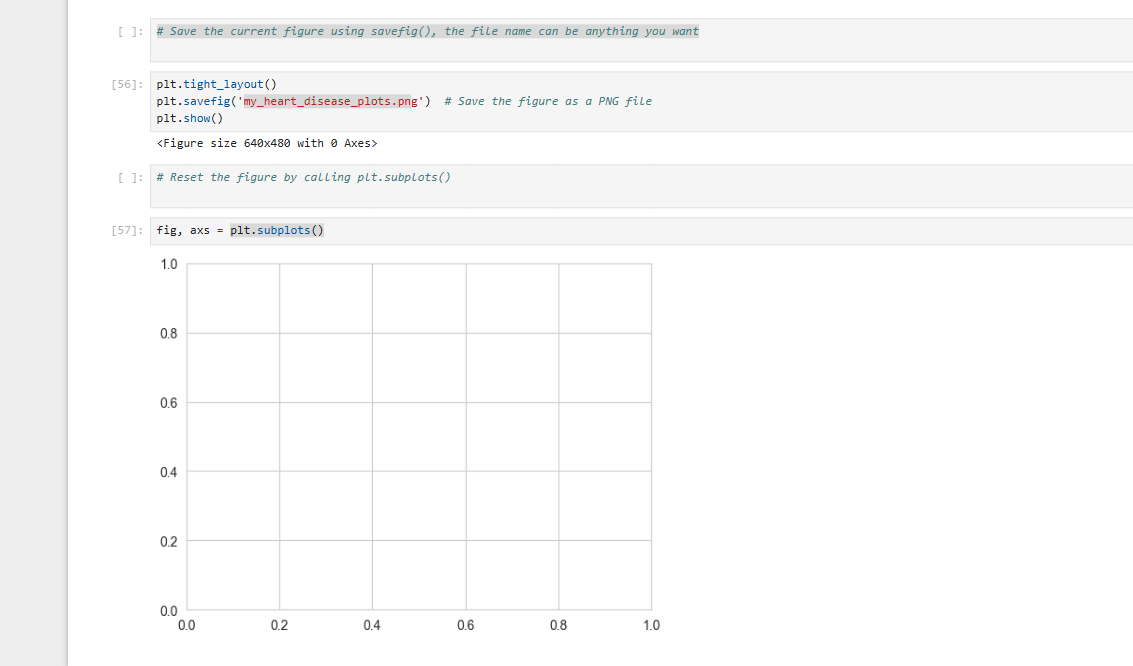 [ ]: # Save the current figure using savefig(), the file name can be anything you want
[56]: plt.tight_layout()
plt.savefig('my_heart_disease_plots.png')  # Save the figure as a PNG file
plt.show()
<Figure size 640x480 with 0 Axes>
[ ]: # Reset the figure by calling plt.subplots()
[57]: fig, axs = plt.subplots()
1.0
0.8
0.6
0.4
0.2
0.0
0.0 0.2 0.4 0.6 0.8 1.0